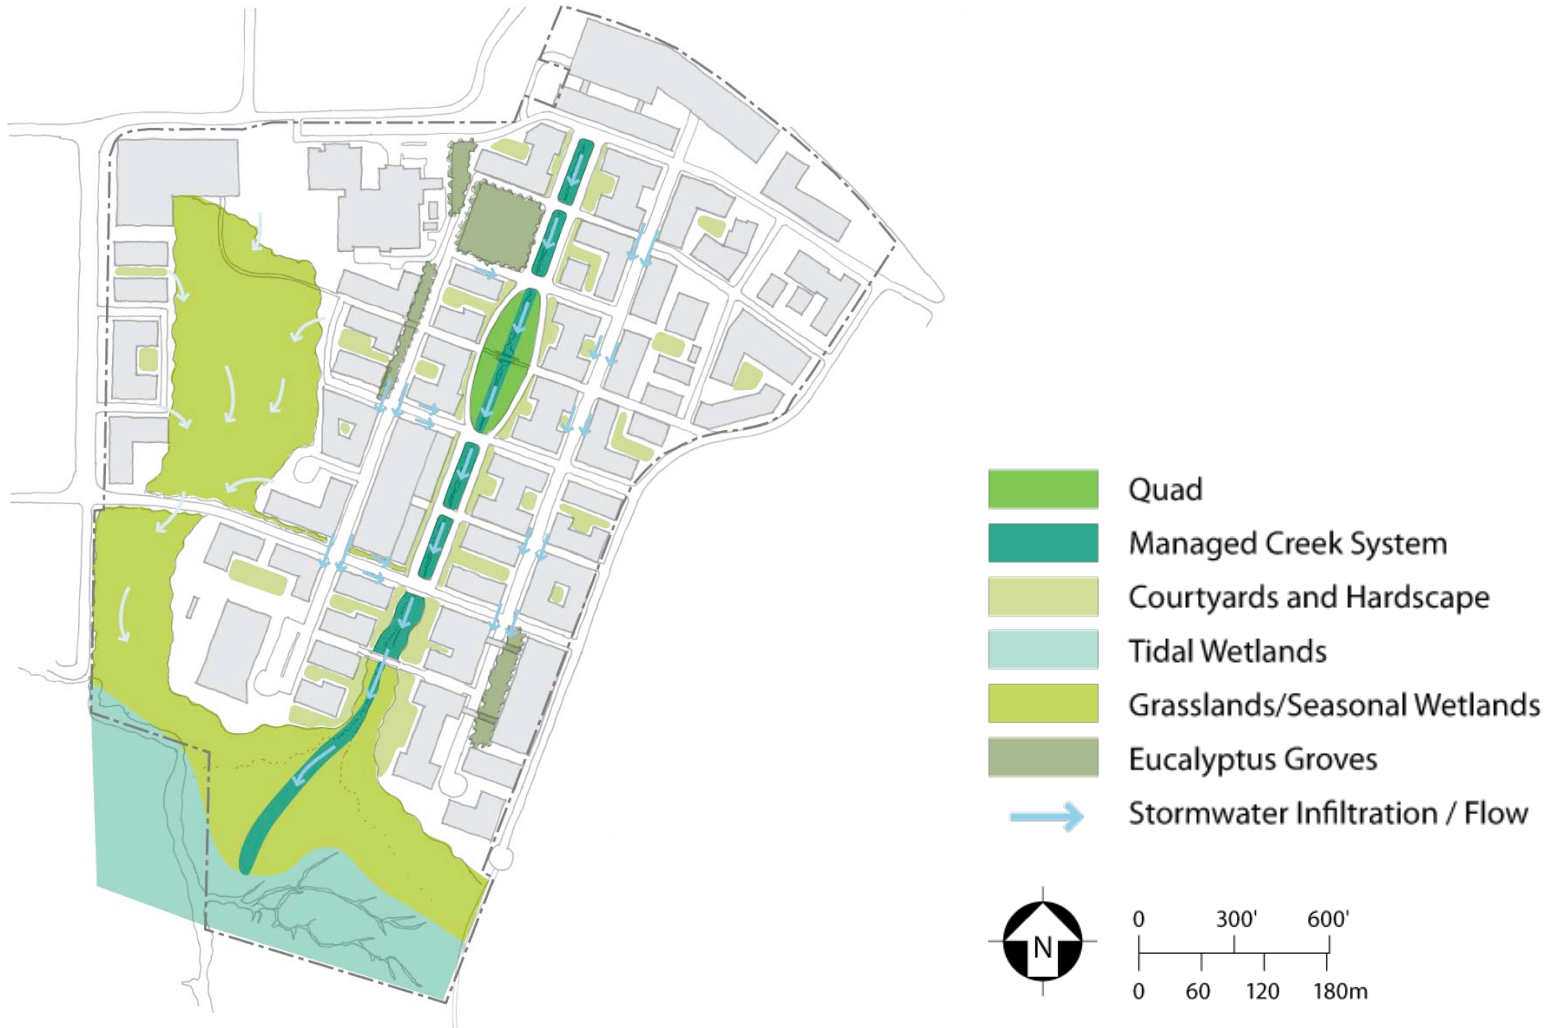 Quad
Managed Creek System
Courtyards and Hardscape
Tidal Wetlands
Grasslands/Seasonal Wetlands
Eucalyptus Groves
Stormwater Infiltration / Flow
N
0 300' 600'
0 60 120 180m